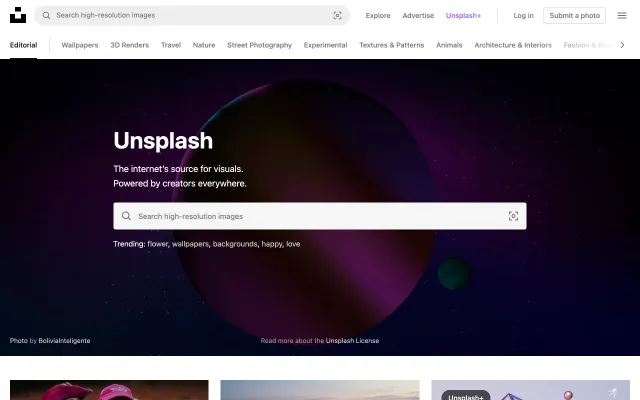 Search high-resolution images
Explore Advertise Unsplash+ Log in Submit a photo
Editorial Wallpapers 3D Renders Travel Nature Street Photography Experimental Textures & Patterns Animals Architecture & Interiors Fashion &
Unsplash
The internet's source for visuals.
Powered by creators everywhere.
Search high-resolution images
Trending: flower, wallpapers, backgrounds, happy, love
Photo by BoliviaInteligente
Read more about the Unsplash License
Unsplash+